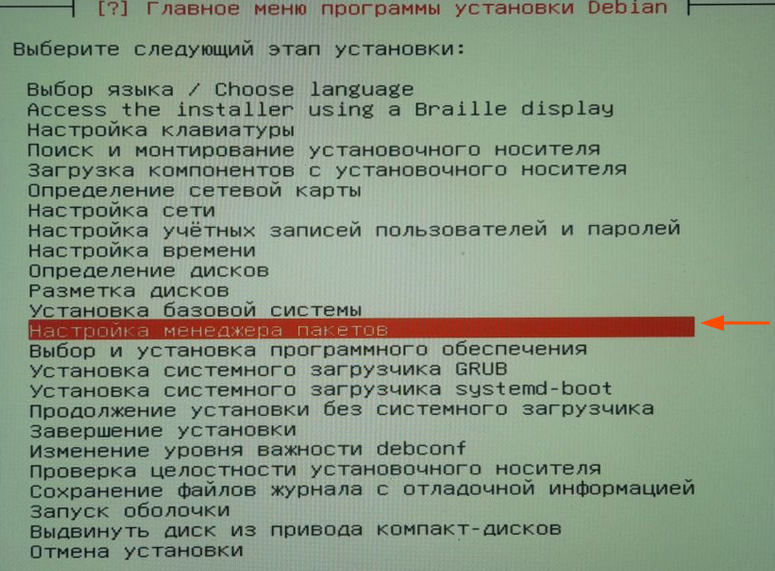 [?] Главное меню программы установки Debian
Выберите следующий этап установки:
Выбор языка / Choose language
Access the installer using a Braille display
Настройка клавиатуры
Поиск и монтирование установочного носителя
Загрузка компонентов с установочного носителя
Определение сетевой карты
Настройка сети
Настройка учётных записей пользователей и паролей
Настройка времени
Определение дисков
Разметка дисков
Установка базовой системы
Настройка менеджера пакетов
Выбор и установка программного обеспечения
Установка системного загрузчика GRUB
Установка системного загрузчика systemd-boot
Продолжение установки без системного загрузчика
Завершение установки
Изменение уровня важности debconf
Проверка целостности установочного носителя
Сохранение файлов журнала с отладочной информацией
Запуск оболочки
Выдвинуть диск из привода компакт-дисков
Отмена установки